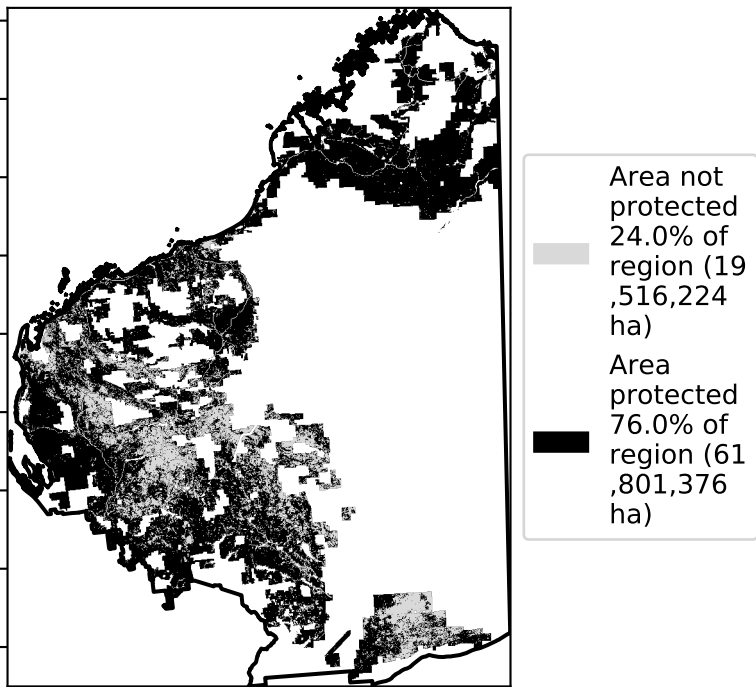 Area not
protected
24.0% of
region (19
,516,224
ha)
Area
protected
76.0% of
region (61
,801,376
ha)